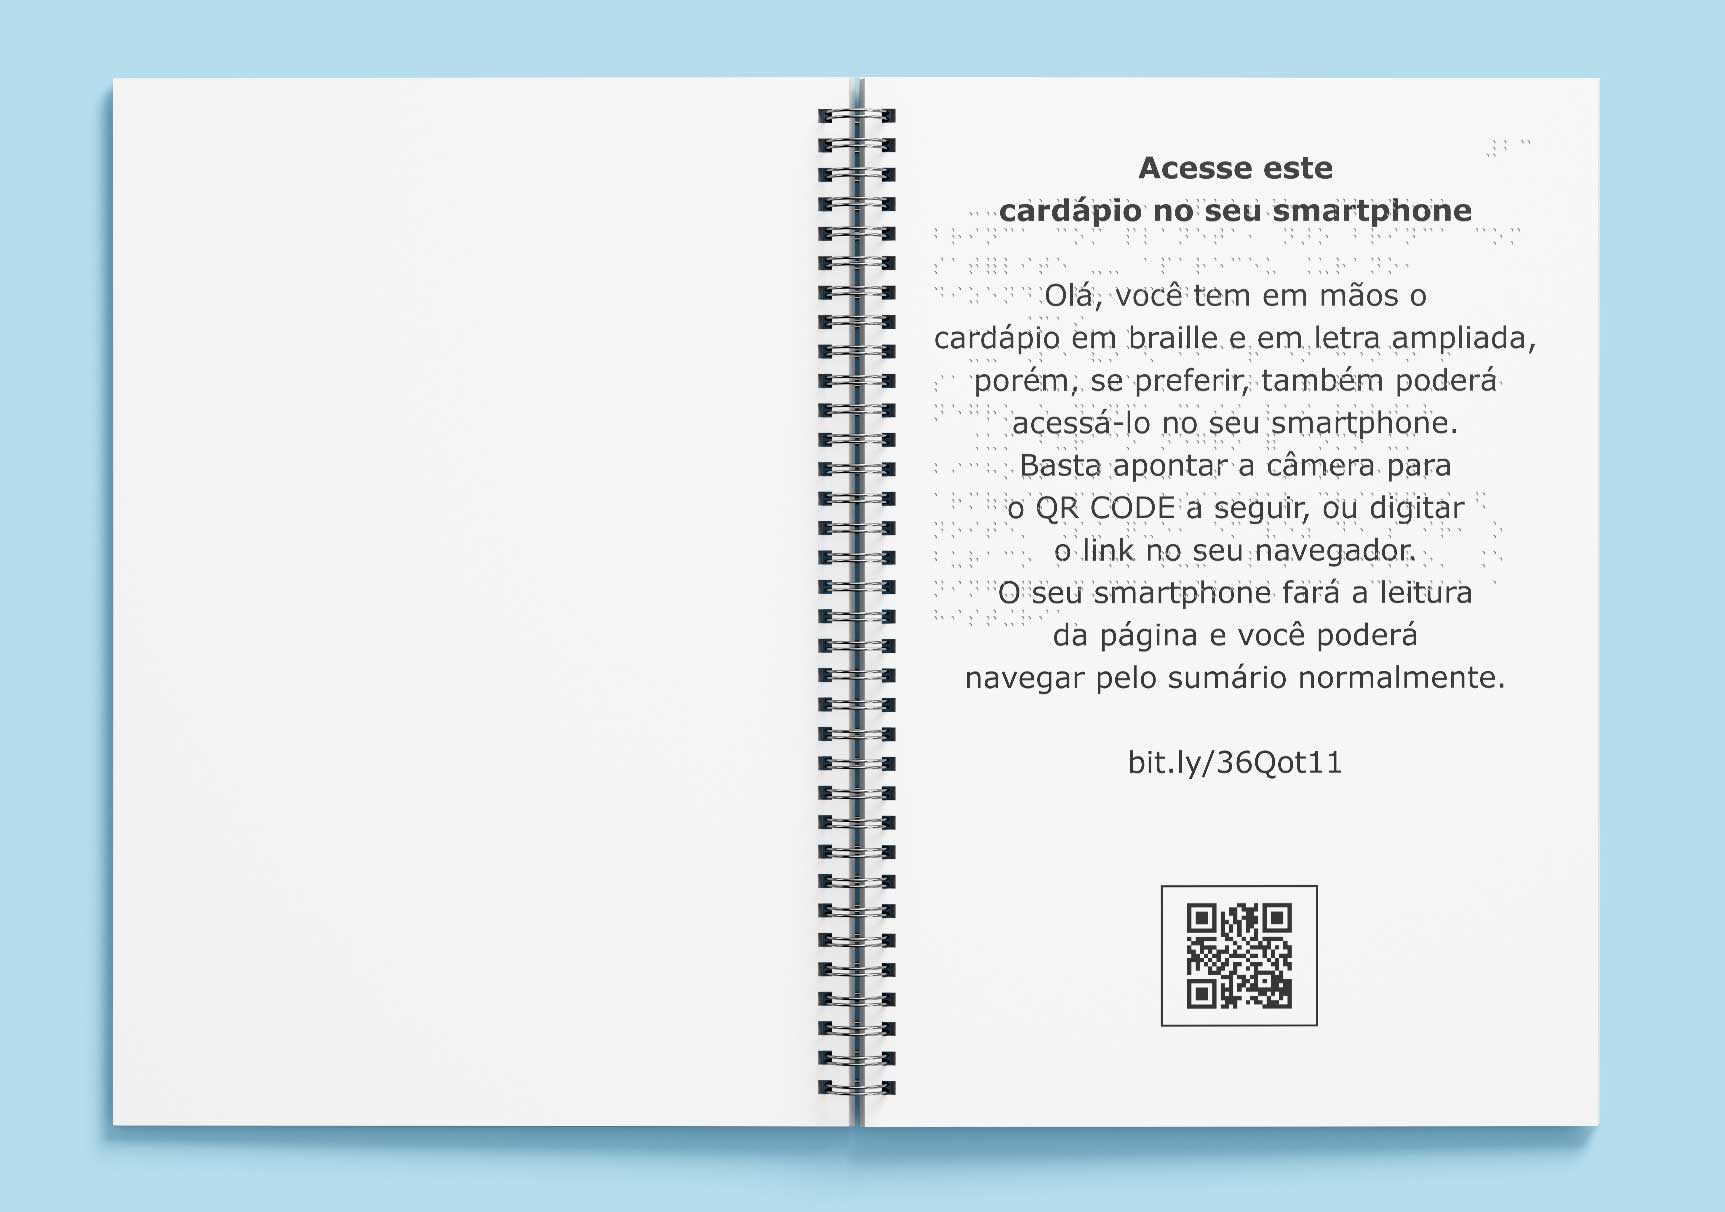 Acesse este
cardápio no seu smartphone
Olá, você tem em mãos o
cardápio em braille e em letra ampliada,
porém, se preferir, também poderá
acessá-lo no seu smartphone.
Basta apontar a câmera para
o QR CODE a seguir, ou digitar
o link no seu navegador.
O seu smartphone fará a leitura
da página e você poderá
navegar pelo sumário normalmente.
bit.ly/36Qot11